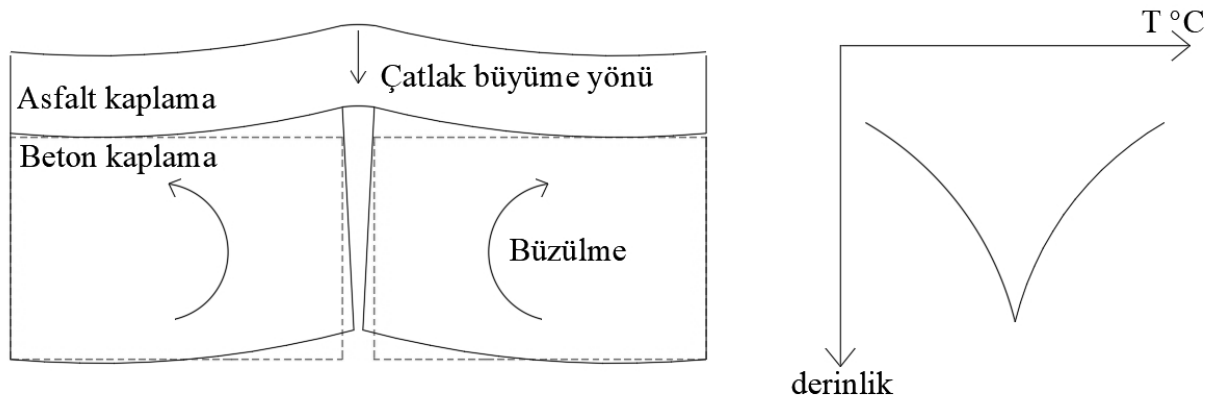 Asfalt kaplama
Çatlak büyüme yönü
Beton kaplama
Büzülme
T °C
derinlik